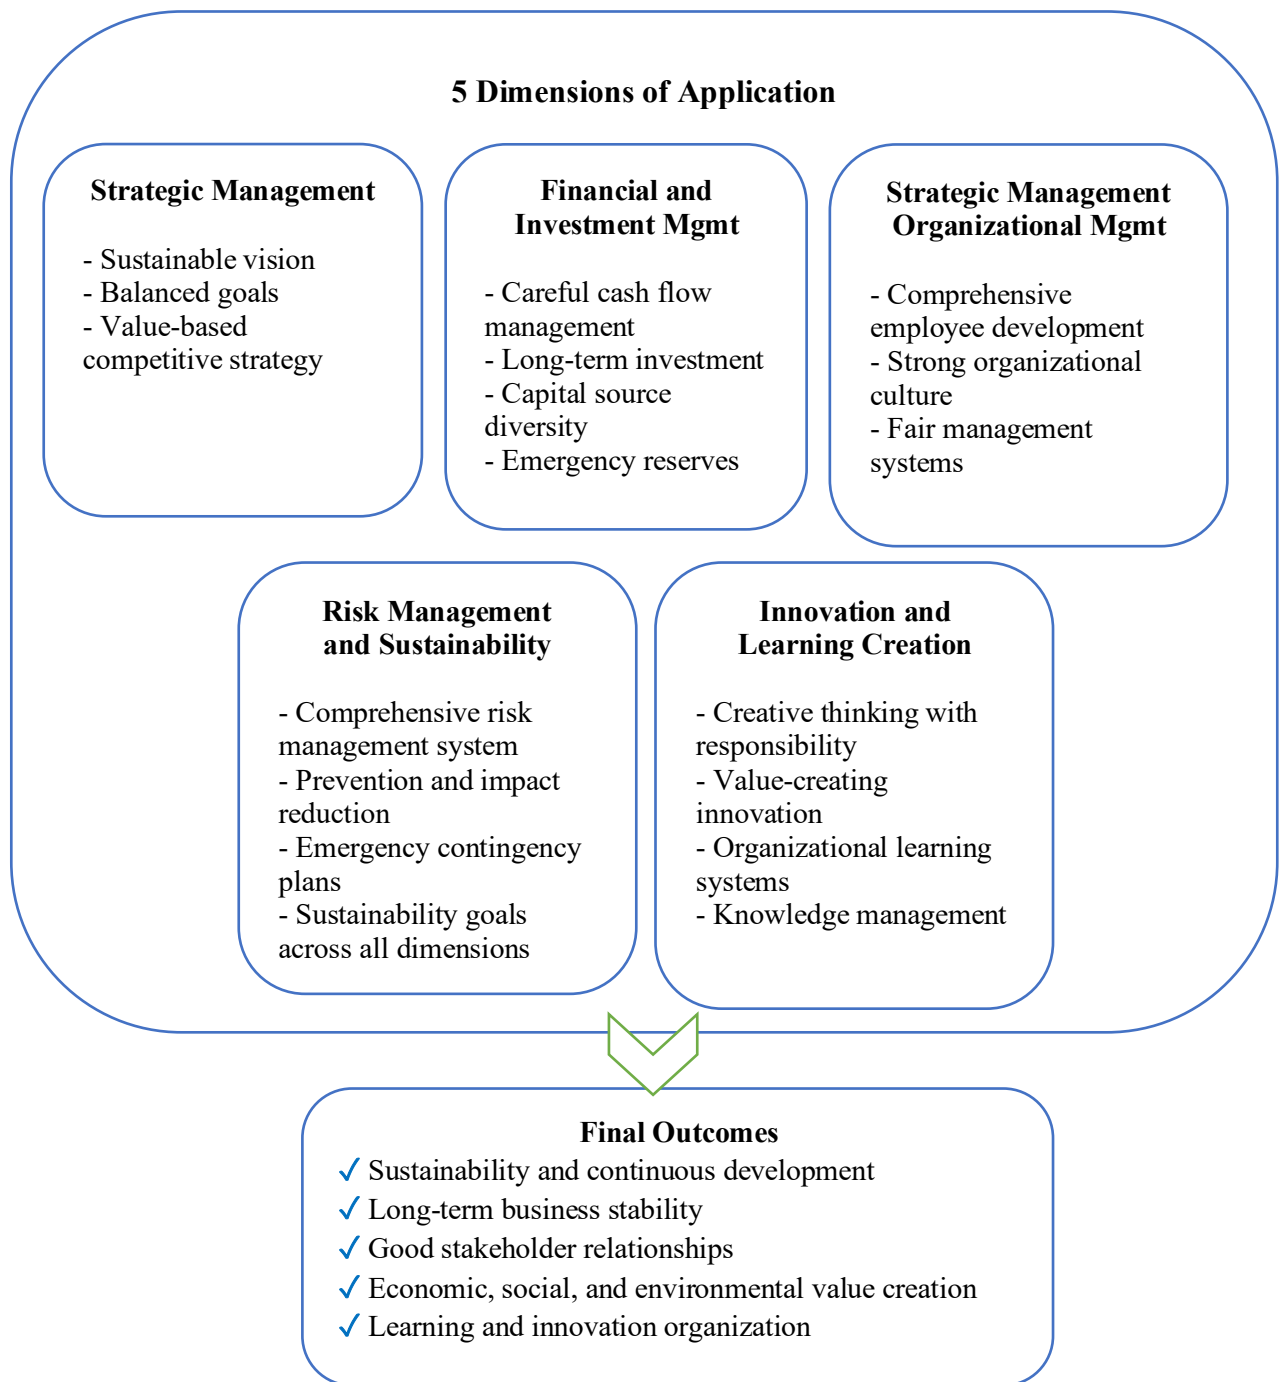 5 Dimensions of Application
Strategic Management
- Sustainable vision
- Balanced goals
- Value-based
competitive strategy
Financial and
Investment Mgmt
- Careful cash flow
management
- Long-term investment
- Capital source
diversity
- Emergency reserves
Strategic Management
Organizational Mgmt
- Comprehensive
employee development
- Strong organizational
culture
- Fair management
systems
Risk Management
and Sustainability
- Comprehensive risk
management system
- Prevention and impact
reduction
- Emergency contingency
plans
- Sustainability goals
across all dimensions
Innovation and
Learning Creation
- Creative thinking with
responsibility
- Value-creating
innovation
- Organizational learning
systems
- Knowledge management
Final Outcomes
✓ Sustainability and continuous development
✓ Long-term business stability
✓ Good stakeholder relationships
✓ Economic, social, and environmental value creation
✓ Learning and innovation organization